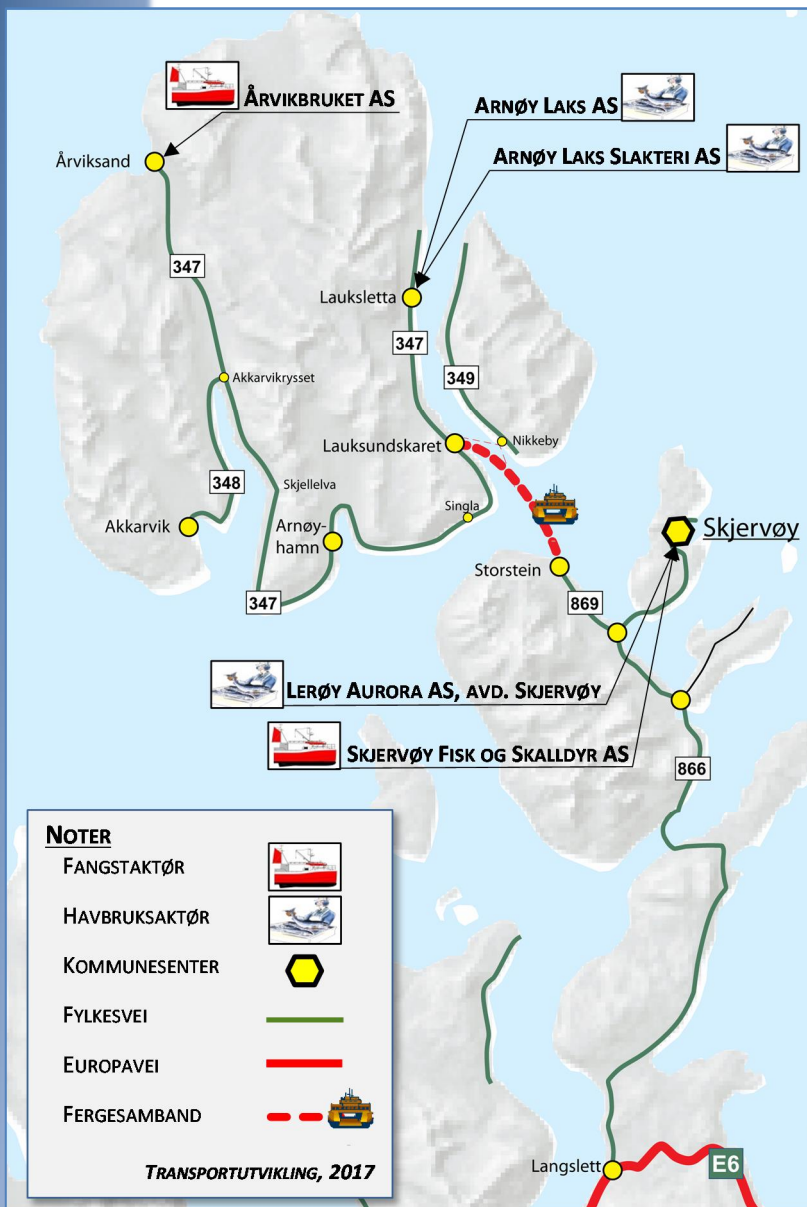 ÅRVIKBRUKET AS
ARNØY LAKS AS
ARNØY LAKS SLAKTERI AS
Årviksand
347
Lauksletta
347
349
Akkarvikrysset
Lauksundskaret
Nikkeby
348
Skjellelva
Akkarvik
Arnøy-
hamn
Singla
Skjervøy
Storstein
347
869
LERØY AURORA AS, AVD. SKJERVØY
SKJERVØY FISK OG SKALLDYR AS
866
NOTER
FANGSTAKTØR
HAVBRUKSAKTØR
KOMMUNESENTER
FYLKESVEI
EUROPAVEI
FERGESAMBAND
TRANSPORTUTVIKLING, 2017
Langslett
E6